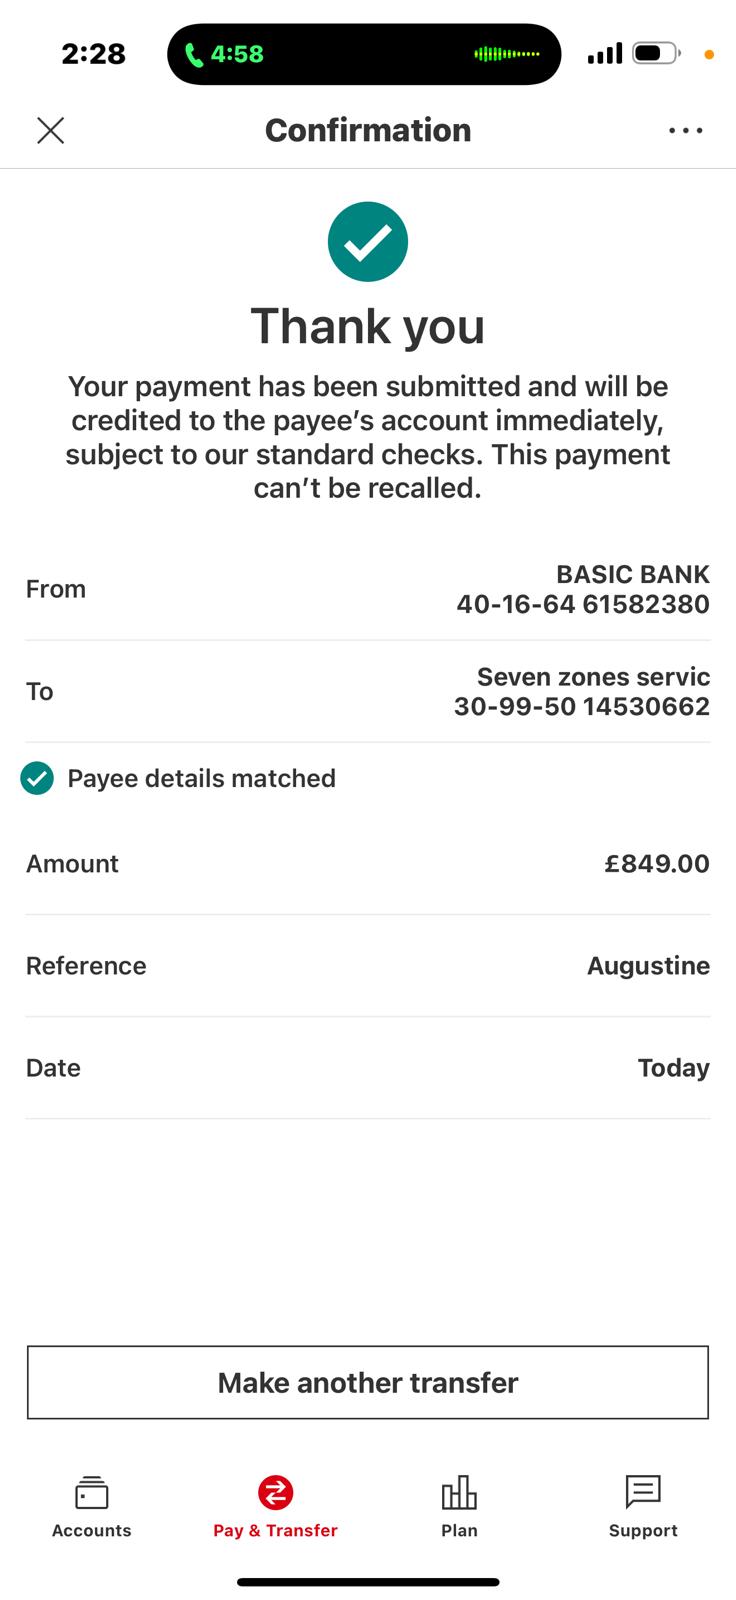 2:28
4:58
Confirmation
Thank you
Your payment has been submitted and will be
credited to the payee’s account immediately,
subject to our standard checks. This payment
can’t be recalled.
From
BASIC BANK
40-16-64 61582380
To
Seven zones servic
30-99-50 14530662
Payee details matched
Amount
£849.00
Reference
Augustine
Date
Today
Make another transfer
Accounts
Pay & Transfer
Plan
Support